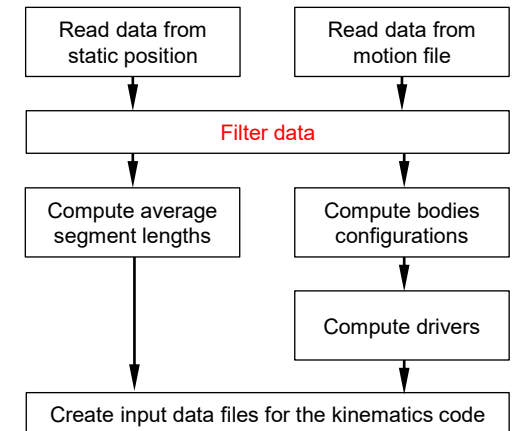 Read data from
static position
Read data from
motion file
Filter data
Compute average
segment lengths
Compute bodies
configurations
Compute drivers
Create input data files for the kinematics code